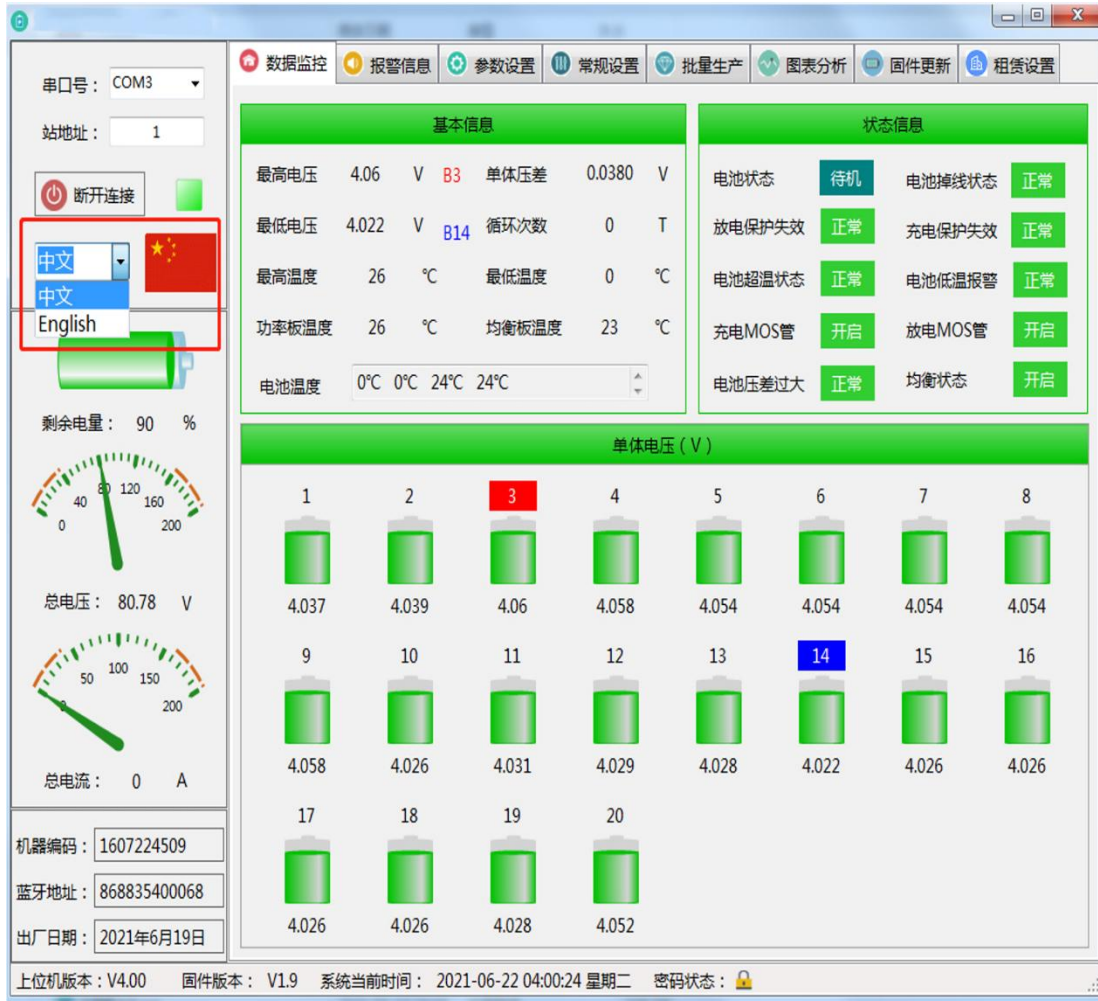 数据监控 报警信息 参数设置 常规设置 批量生产 图表分析 固件更新 租赁设置
串口号： COM3
站地址： 1
断开连接
中文
中文
English
剩余电量： 90 %
0 40 80 120 160 200
总电压： 80.78 V
0 50 100 150 200
总电流： 0 A
机器编码： 1607224509
蓝牙地址： 868835400068
出厂日期： 2021年6月19日
基本信息
最高电压 4.06 V B3 单体压差 0.0380 V
最低电压 4.022 V B14 循环次数 0 T
最高温度 26 ℃ 最低温度 0 ℃
功率板温度 26 ℃ 均衡板温度 23 ℃
电池温度 0℃ 0℃ 24℃ 24℃
状态信息
电池状态 待机 电池掉线状态 正常
放电保护失效 正常 充电保护失效 正常
电池超温状态 正常 电池低温报警 正常
充电MOS管 开启 放电MOS管 开启
电池压差过大 正常 均衡状态 开启
单体电压（V）
1 2 3 4 5 6 7 8
4.037 4.039 4.06 4.058 4.054 4.054 4.054 4.054
9 10 11 12 13 14 15 16
4.058 4.026 4.031 4.029 4.028 4.022 4.026 4.026
17 18 19 20
4.026 4.026 4.028 4.052
上位机版本：V4.00 固件版本： V1.9 系统当前时间： 2021-06-22 04:00:24 星期二 密码状态：